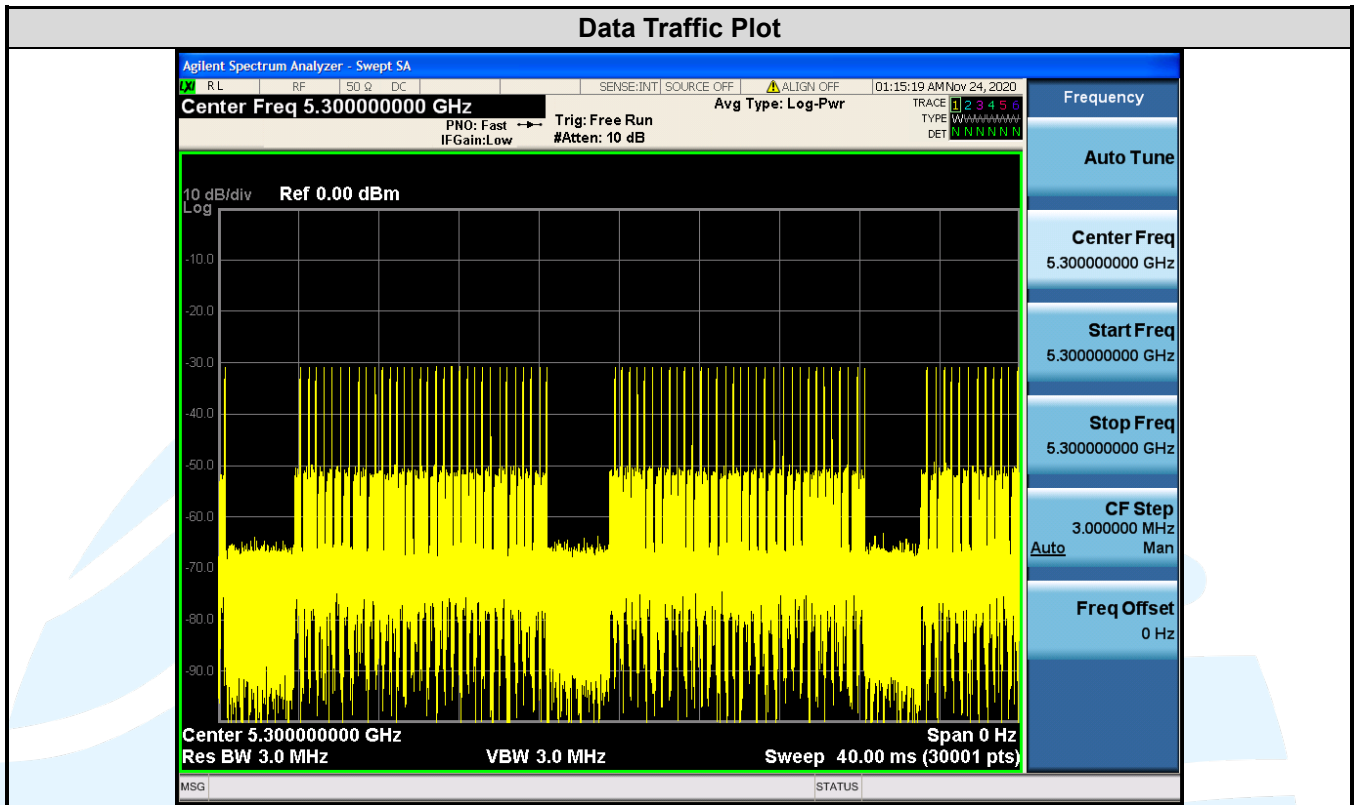 Data Traffic Plot
Agilent Spectrum Analyzer - Swept SA
LXI RL RF 50 Ω DC SENSE:INT SOURCE OFF ALIGN OFF 01:15:19 AM Nov 24, 2020
Center Freq 5.300000000 GHz
Avg Type: Log-Pwr
TRACE 1 2 3 4 5 6
TYPE
DET N N N N N N
PNO: Fast
IFGain:Low
Trig: Free Run
#Atten: 10 dB
10 dB/div Ref 0.00 dBm
Log
-10.0
-20.0
-30.0
-40.0
-50.0
-60.0
-70.0
-80.0
-90.0
Center 5.300000000 GHz
Span 0 Hz
Res BW 3.0 MHz
VBW 3.0 MHz
Sweep 40.00 ms (30001 pts)
MSG
STATUS
Frequency
Auto Tune
Center Freq
5.300000000 GHz
Start Freq
5.300000000 GHz
Stop Freq
5.300000000 GHz
CF Step
3.000000 MHz
Auto Man
Freq Offset
0 Hz